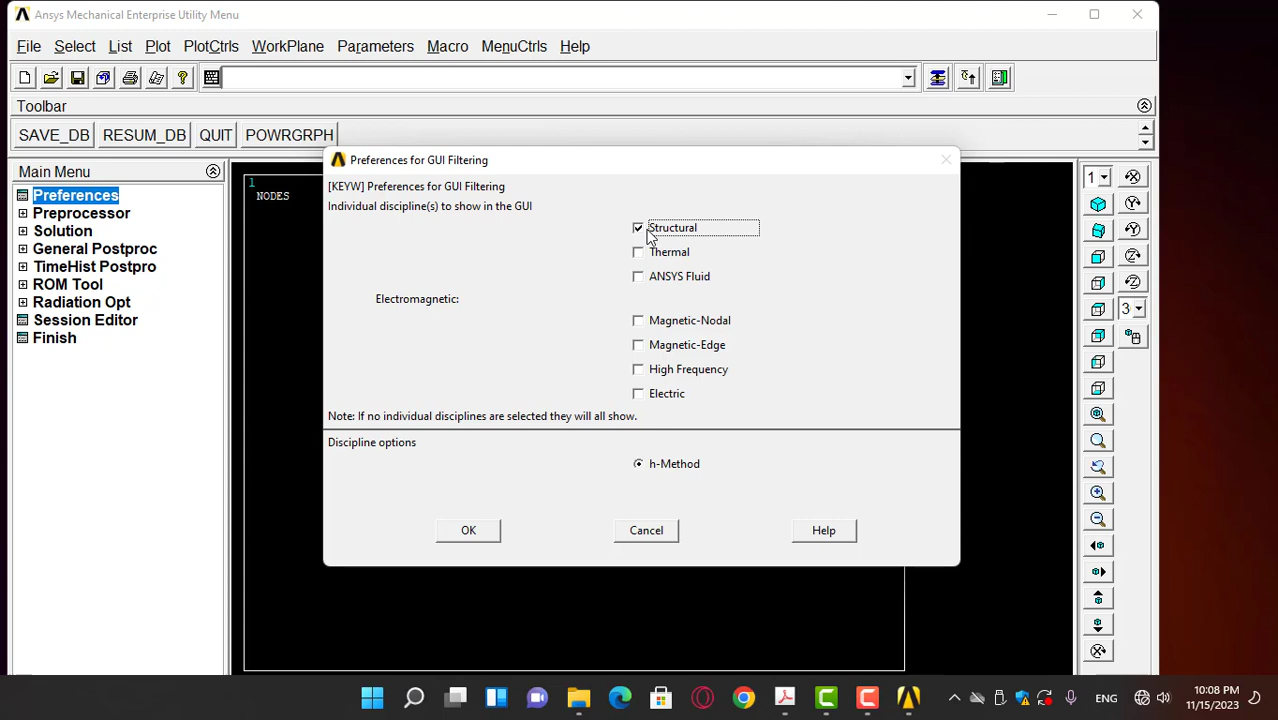 Ansys Mechanical Enterprise Utility Menu
File Select List Plot PlotCtrls WorkPlane Parameters Macro MenuCtrls Help
Toolbar
SAVE_DB RESUM_DB QUIT POWRGRPH
Main Menu
Preferences
Preprocessor
Solution
General Postproc
TimeHist Postpro
ROM Tool
Radiation Opt
Session Editor
Finish
1
NODES
Preferences for GUI Filtering
[KEYW] Preferences for GUI Filtering
Individual discipline(s) to show in the GUI
Structural
Thermal
ANSYS Fluid
Electromagnetic:
Magnetic-Nodal
Magnetic-Edge
High Frequency
Electric
Note: If no individual disciplines are selected they will all show.
Discipline options
h-Method
OK Cancel Help
1
3
ENG
10:08 PM
11/15/2023